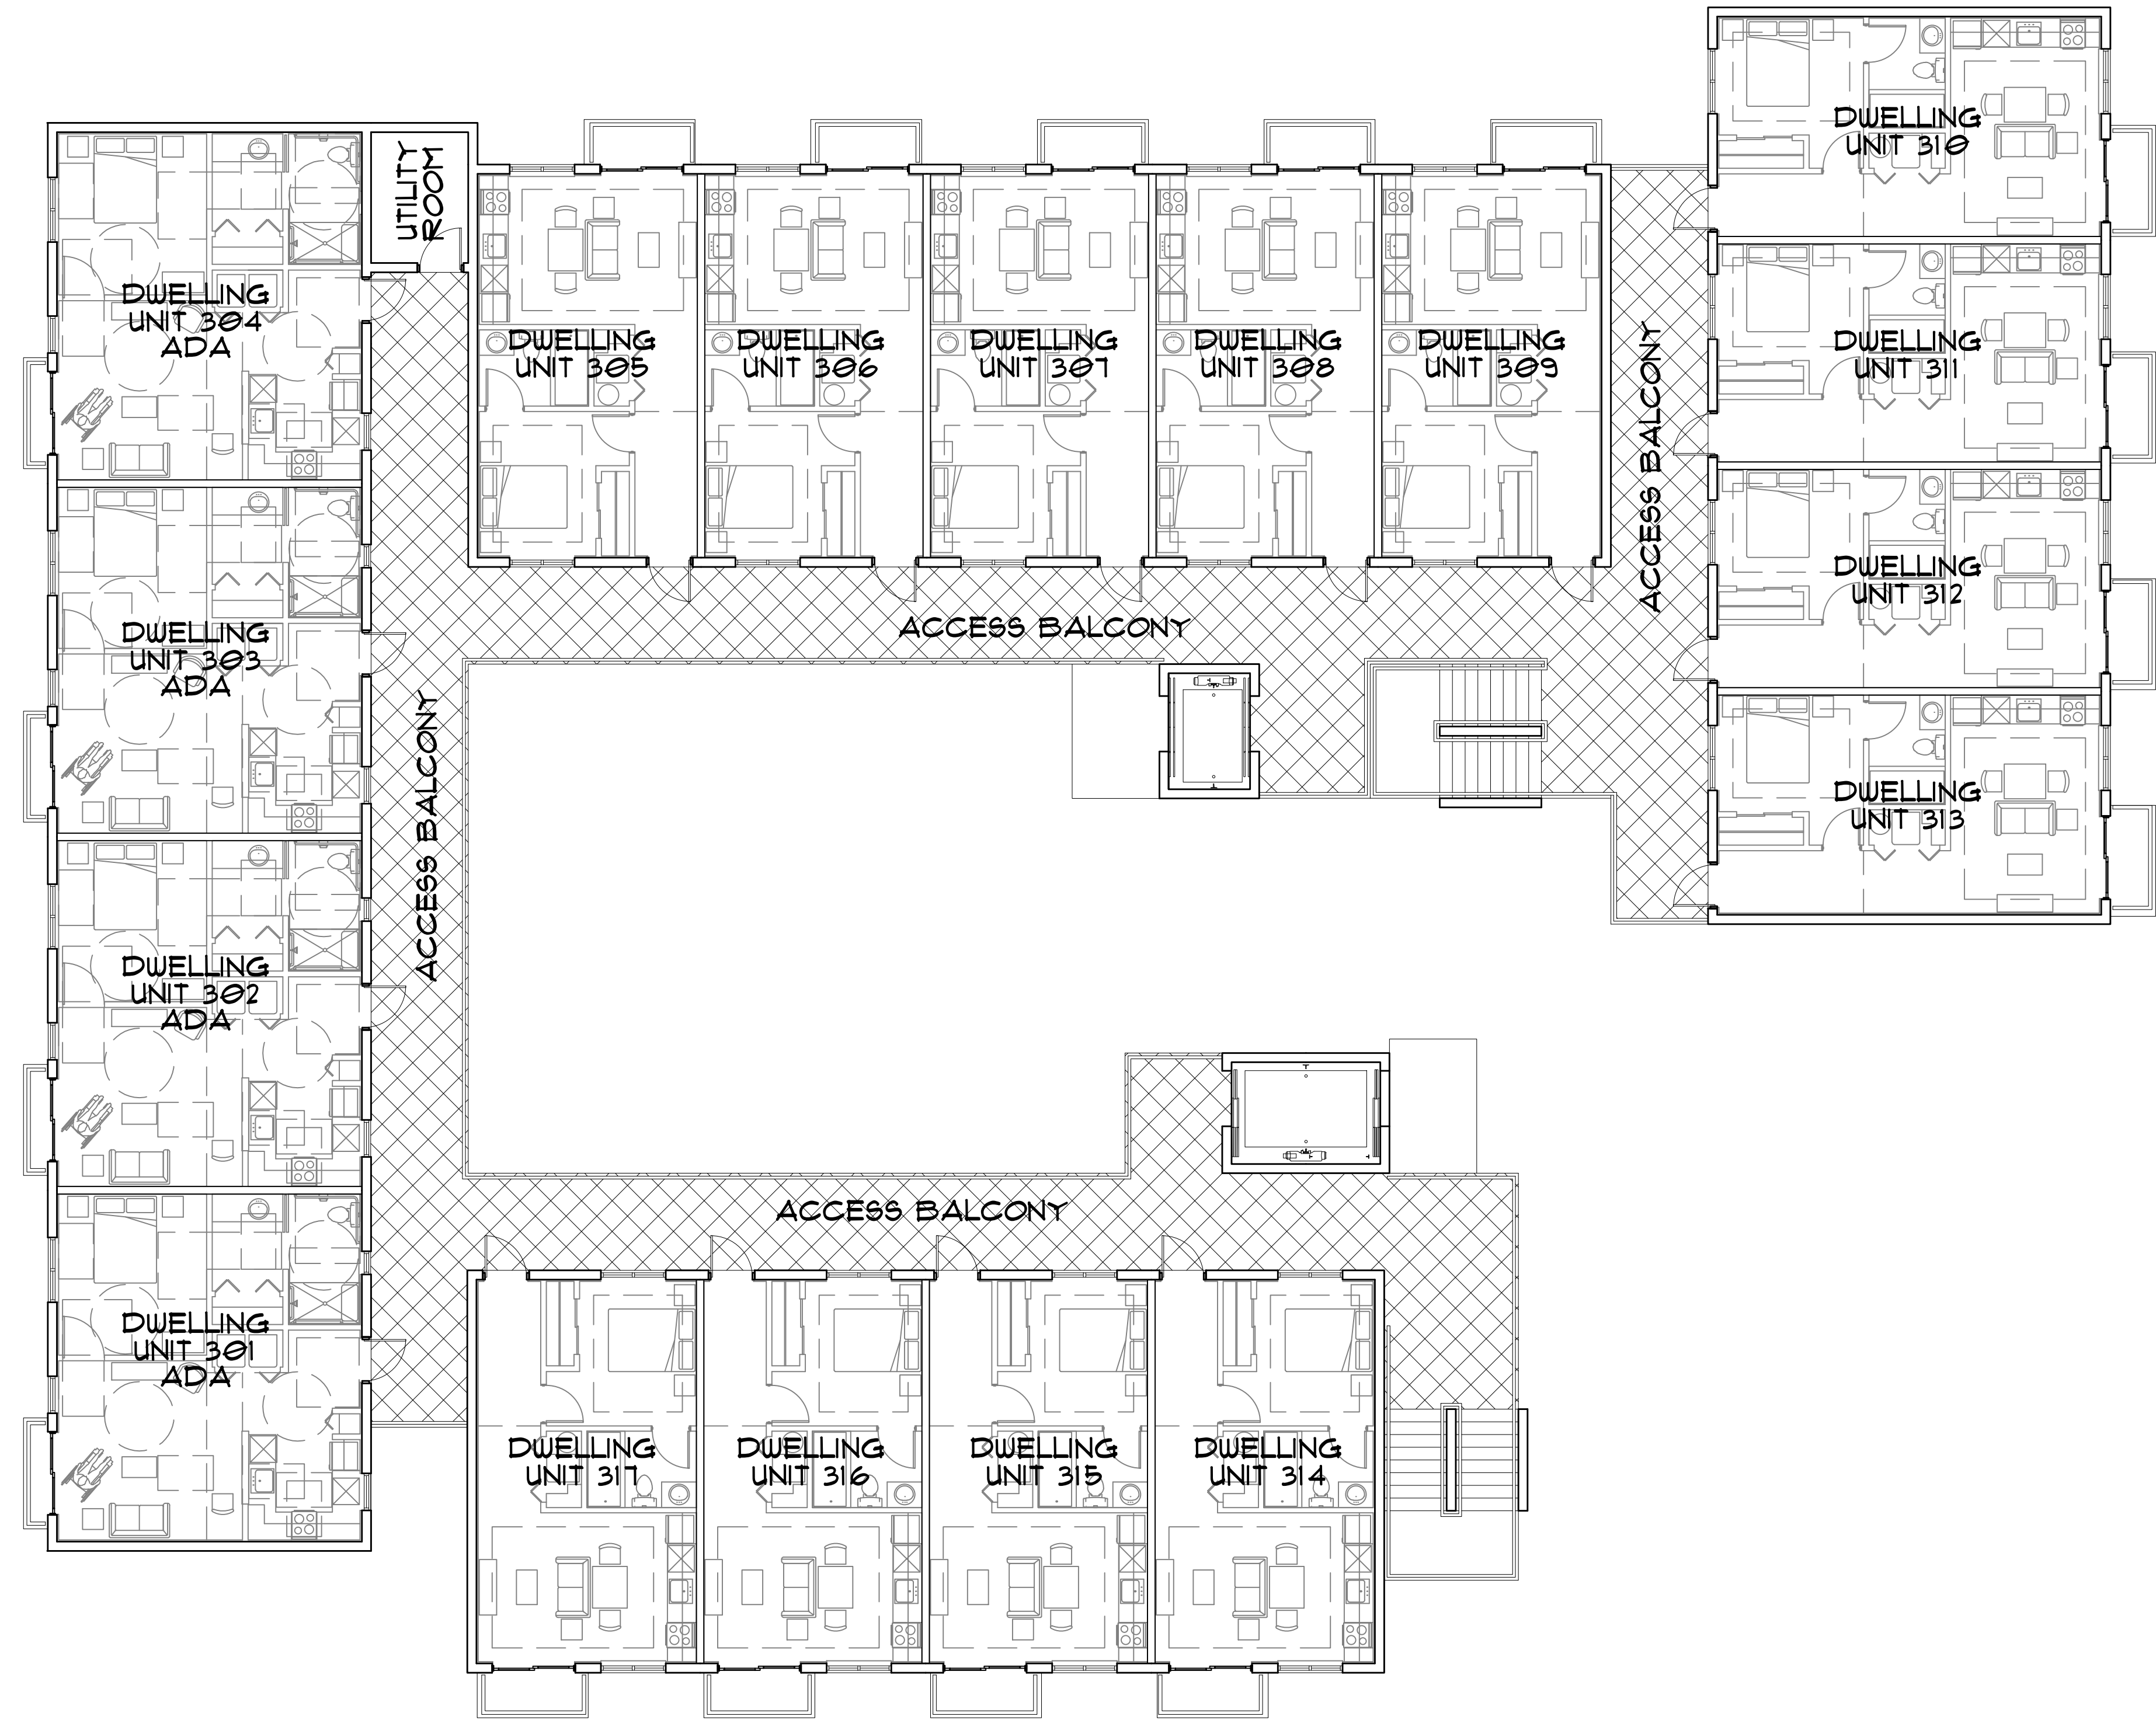 DWELLING
UNIT 310
UTILITY
ROOM
DWELLING
UNIT 304
ADA
DWELLING
UNIT 305
DWELLING
UNIT 306
DWELLING
UNIT 307
DWELLING
UNIT 308
DWELLING
UNIT 309
ACCESS BALCONY
DWELLING
UNIT 311
DWELLING
UNIT 312
ACCESS BALCONY
DWELLING
UNIT 303
ADA
ACCESS BALCONY
DWELLING
UNIT 313
DWELLING
UNIT 302
ADA
ACCESS BALCONY
DWELLING
UNIT 301
ADA
DWELLING
UNIT 317
DWELLING
UNIT 316
DWELLING
UNIT 315
DWELLING
UNIT 314